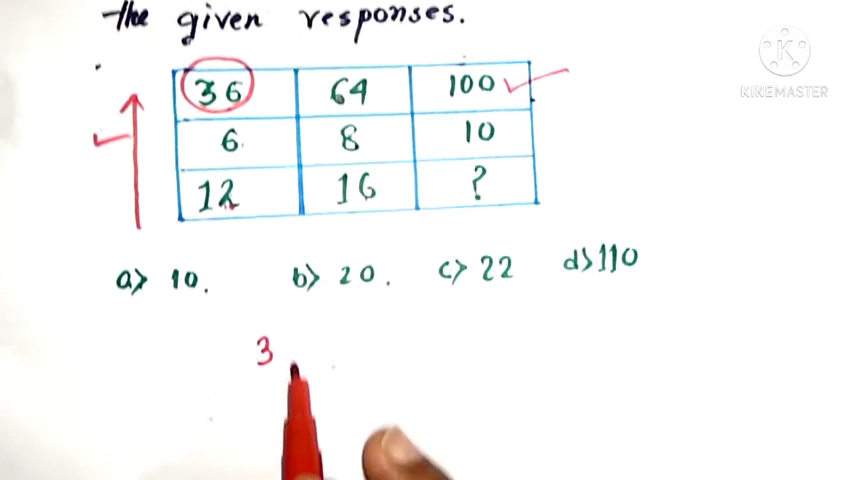 the given responses.
36 64 100
6 8 10
12 16 ?
a> 10. b> 20. c> 22 d> 110
3
KINEMASTER